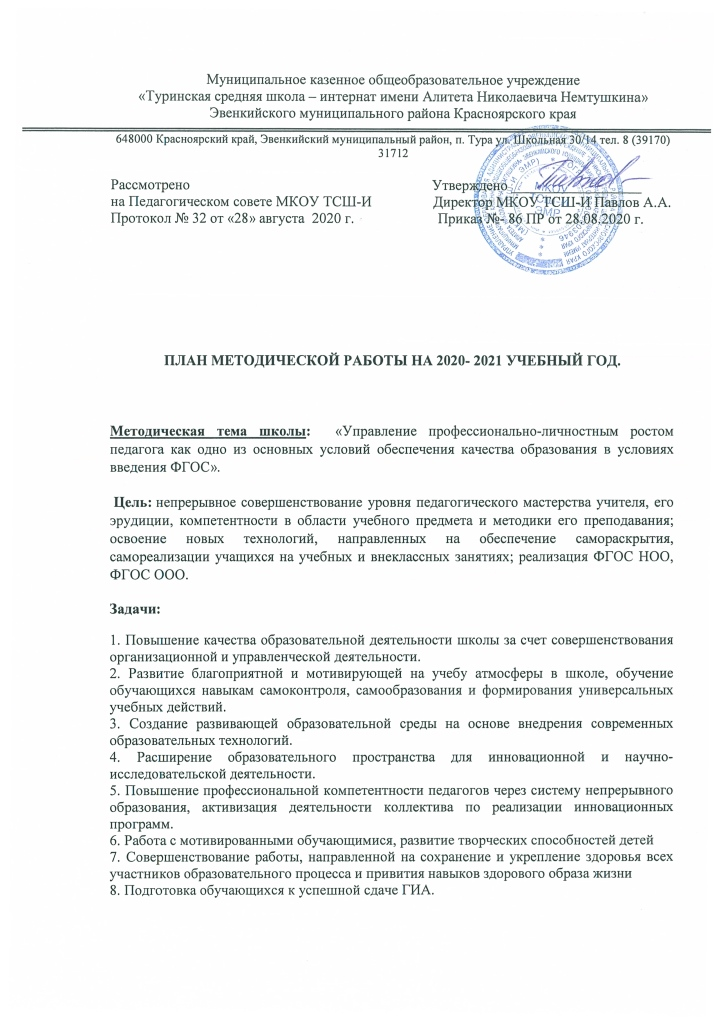 Муниципальное казенное общеобразовательное учреждение
«Туринская средняя школа – интернат имени Алитета Николаевича Немтушкина»
Эвенкийского муниципального района Красноярского края
648000 Красноярский край, Эвенкийский муниципальный район, п. Тура ул. Школьная 30/14 тел. 8 (39170)
31712
Рассмотрено Утверждено
на Педагогическом совете МКОУ ТСШ-И Директор МКОУ ТСШ-И Павлов А.А.
Протокол № 32 от «28» августа 2020 г. Приказ №- 86 ПР от 28.08.2020 г.
ПЛАН МЕТОДИЧЕСКОЙ РАБОТЫ НА 2020- 2021 УЧЕБНЫЙ ГОД.
Методическая тема школы: «Управление профессионально-личностным ростом
педагога как одно из основных условий обеспечения качества образования в условиях
введения ФГОС».
Цель: непрерывное совершенствование уровня педагогического мастерства учителя, его
эрудиции, компетентности в области учебного предмета и методики его преподавания;
освоение новых технологий, направленных на обеспечение самораскрытия,
самореализации учащихся на учебных и внеклассных занятиях; реализация ФГОС НОО,
ФГОС ООО.
Задачи:
1. Повышение качества образовательной деятельности школы за счет совершенствования
организационной и управленческой деятельности.
2. Развитие благоприятной и мотивирующей на учебу атмосферы в школе, обучение
обучающихся навыкам самоконтроля, самообразования и формирования универсальных
учебных действий.
3. Создание развивающей образовательной среды на основе внедрения современных
образовательных технологий.
4. Расширение образовательного пространства для инновационной и научно-
исследовательской деятельности.
5. Повышение профессиональной компетентности педагогов через систему непрерывного
образования, активизация деятельности коллектива по реализации инновационных
программ.
6. Работа с мотивированными обучающимися, развитие творческих способностей детей
7. Совершенствование работы, направленной на сохранение и укрепление здоровья всех
участников образовательного процесса и привития навыков здорового образа жизни
8. Подготовка обучающихся к успешной сдаче ГИА.